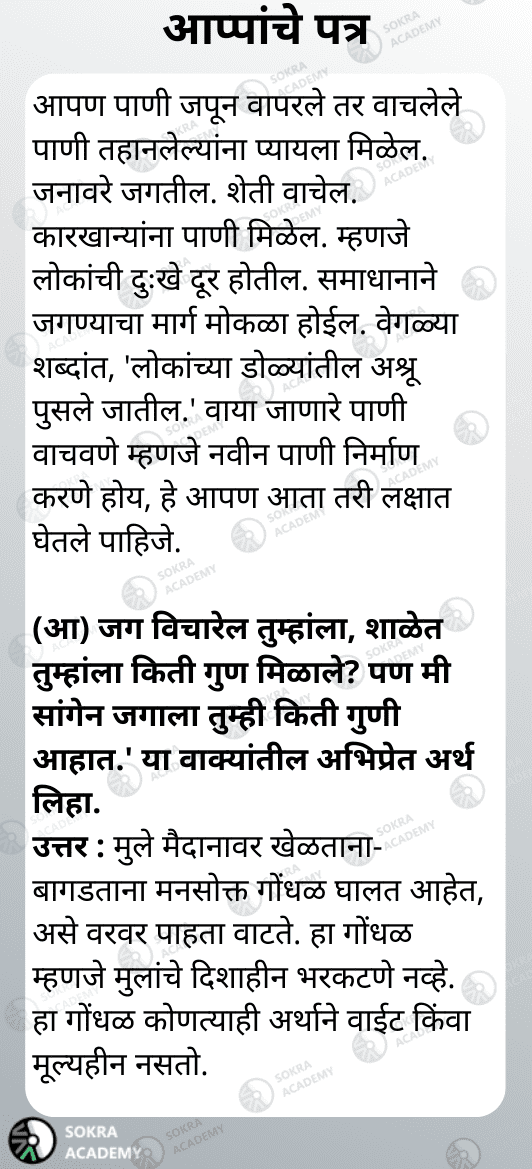 आप्पांचे पत्र
आपण पाणी जपून वापरले तर वाचलेले
पाणी तहानलेल्यांना प्यायला मिळेल.
जनावरे जगतील. शेती वाचेल.
कारखान्यांना पाणी मिळेल. म्हणजे
लोकांची दुःखे दूर होतील. समाधानाने
जगण्याचा मार्ग मोकळा होईल. वेगळ्या
शब्दांत, 'लोकांच्या डोळ्यांतील अश्रू
पुसले जातील.' वाया जाणारे पाणी
वाचवणे म्हणजे नवीन पाणी निर्माण
करणे होय, हे आपण आता तरी लक्षात
घेतले पाहिजे.
(आ) जग विचारेल तुम्हांला, शाळेत
तुम्हांला किती गुण मिळाले? पण मी
सांगेन जगाला तुम्ही किती गुणी
आहात.' या वाक्यांतील अभिप्रेत अर्थ
लिहा.
उत्तर : मुले मैदानावर खेळताना-
बागडताना मनसोक्त गोंधळ घालत आहेत,
असे वरवर पाहता वाटते. हा गोंधळ
म्हणजे मुलांचे दिशाहीन भरकटणे नव्हे.
हा गोंधळ कोणत्याही अर्थाने वाईट किंवा
मूल्यहीन नसतो.
SOKRA
ACADEMY